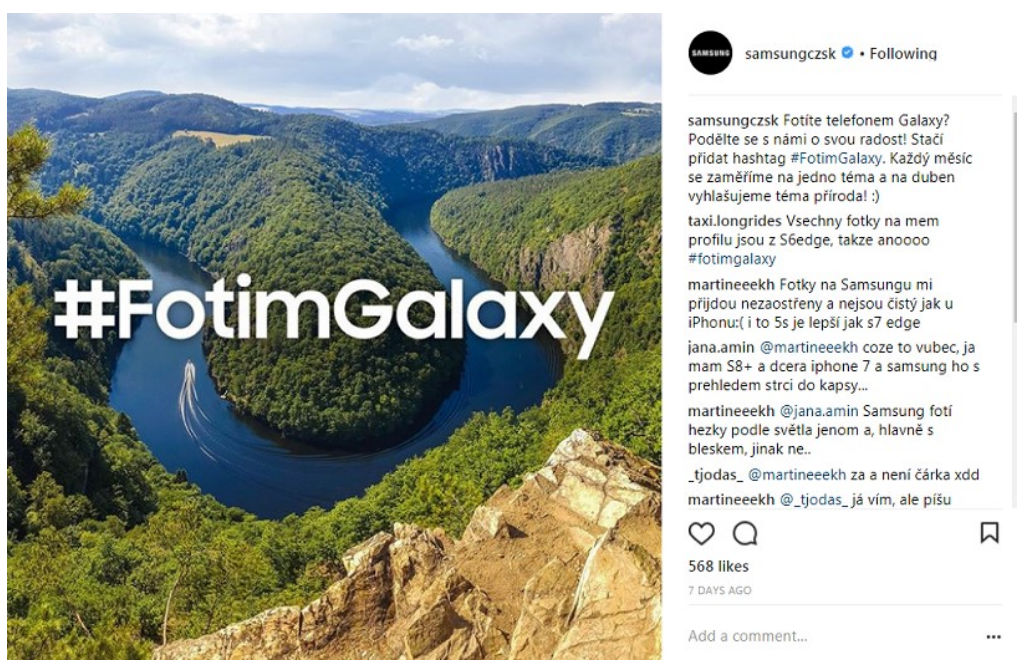 #FotimGalaxy
SAMSUNG
samsungczsk • Following
samsungczsk Fotíte telefonem Galaxy?
Podělte se s námi o svou radost! Stačí
přidat hashtag #FotimGalaxy. Každý měsíc
se zaměříme na jedno téma a na duben
vyhlašujeme téma příroda! :)
taxi.longrides Vsechny fotky na mem
profilu jsou z S6edge, takze anoooo
#fotimgalaxy
martineeekh Fotky na Samsungu mi
přijdou nezaostřeny a nejsou čistý jak u
iPhonu:( i to 5s je lepší jak s7 edge
jana.amin @martineeekh coze to vubec, ja
mam S8+ a dcera iphone 7 a samsung ho s
prehledem strci do kapsy...
martineeekh @jana.amin Samsung fotí
hezky podle světla jenom a, hlavně s
bleskem, jinak ne..
_tjodas_ @martineeekh za a není čárka xdd
martineeekh @_tjodas_ já vím, ale píšu
568 likes
7 DAYS AGO
Add a comment...